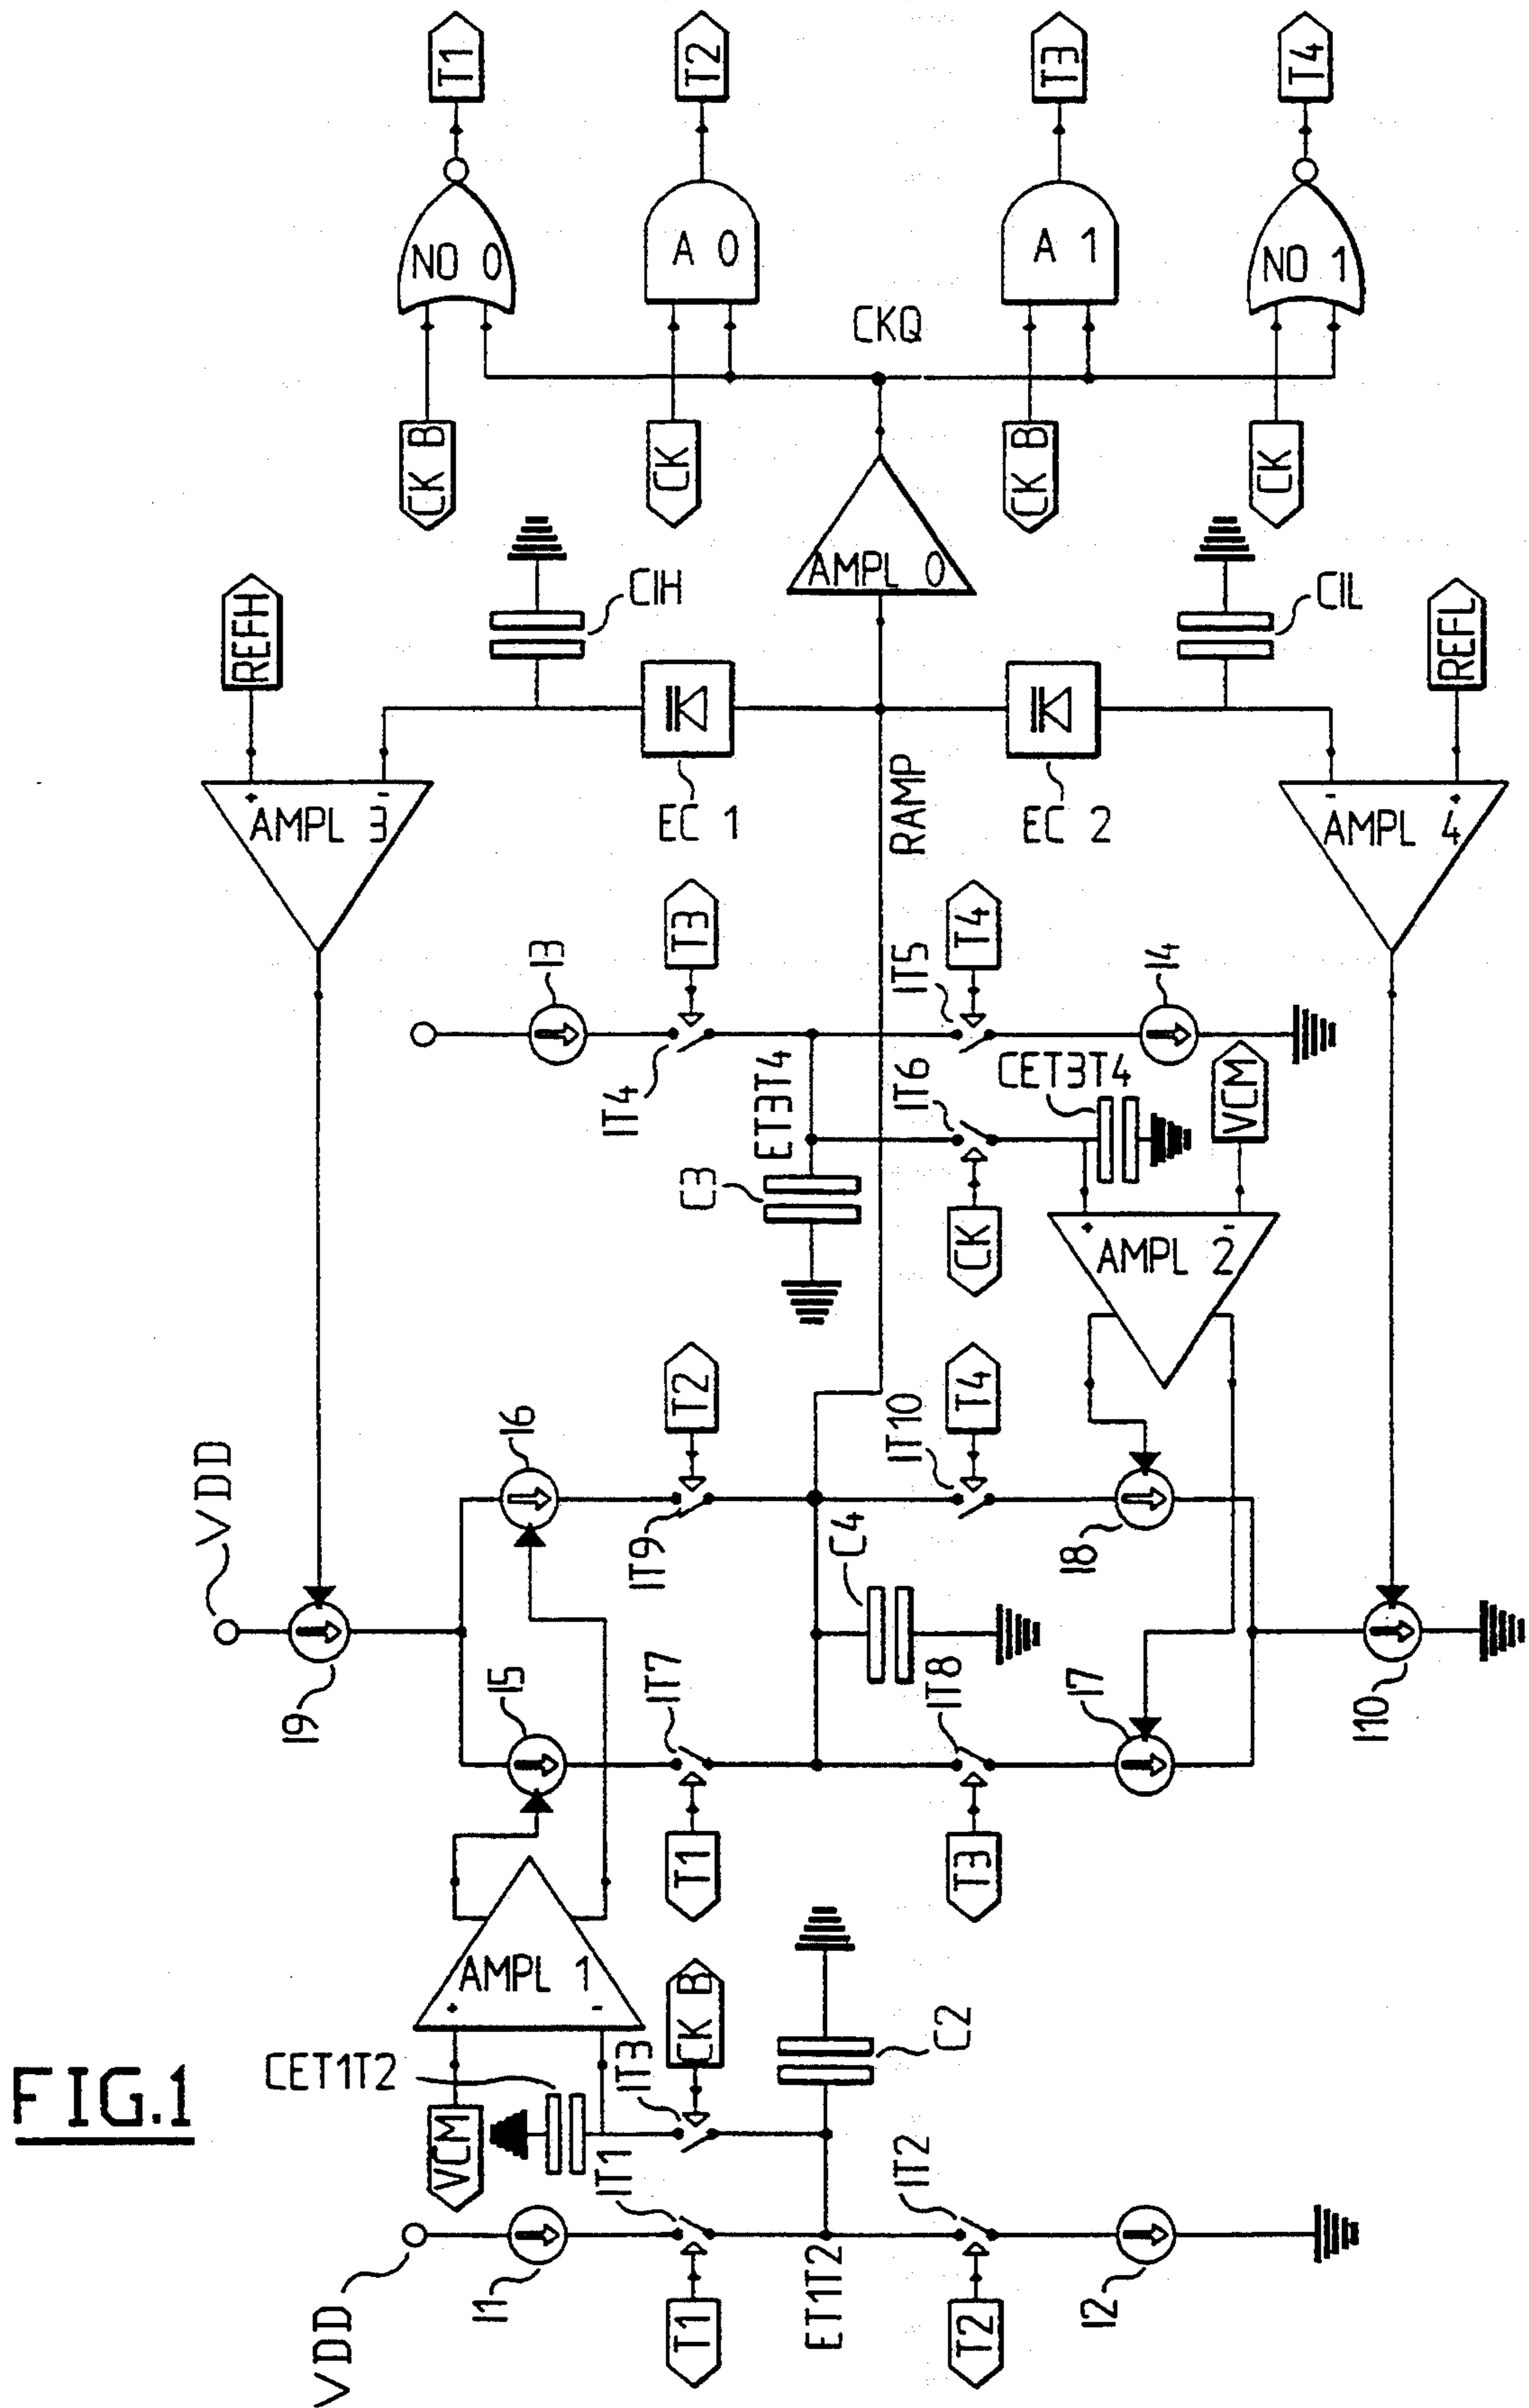 T1
T2
T3
T4
NO 0
A 0
A 1
NO 1
CKQ
CK B
CK
CK B
CK
AMPL 0
REFH
C1H
C1L
REFL
EC 1
EC 2
RAMP
AMPL 3
+
-
AMPL 4
-
+
I3
T3
T4
IT5
I4
IT4
ET3T4
IT6
CET3T4
VCM
C3
CK
AMPL 2
+
-
VDD
I6
T2
IT9
IT10
T4
C4
I8
I9
I5
IT7
IT8
I7
I10
T1
T3
AMPL 1
+
-
CK B
C2
FIG.1
CET1T2
VCM
IT3
IT1
IT2
VDD
I1
T1
ET1T2
T2
I2